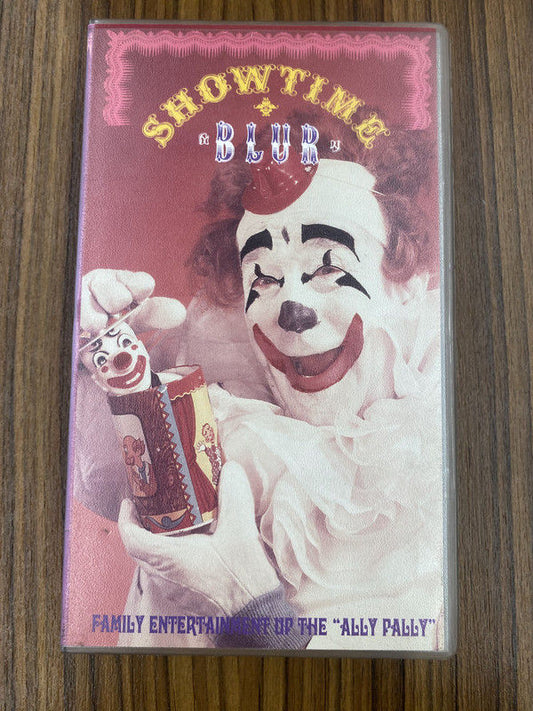 SHOWTIME
"BLUR"
FAMILY ENTERTAINMENT UP THE "ALLY PALLY"